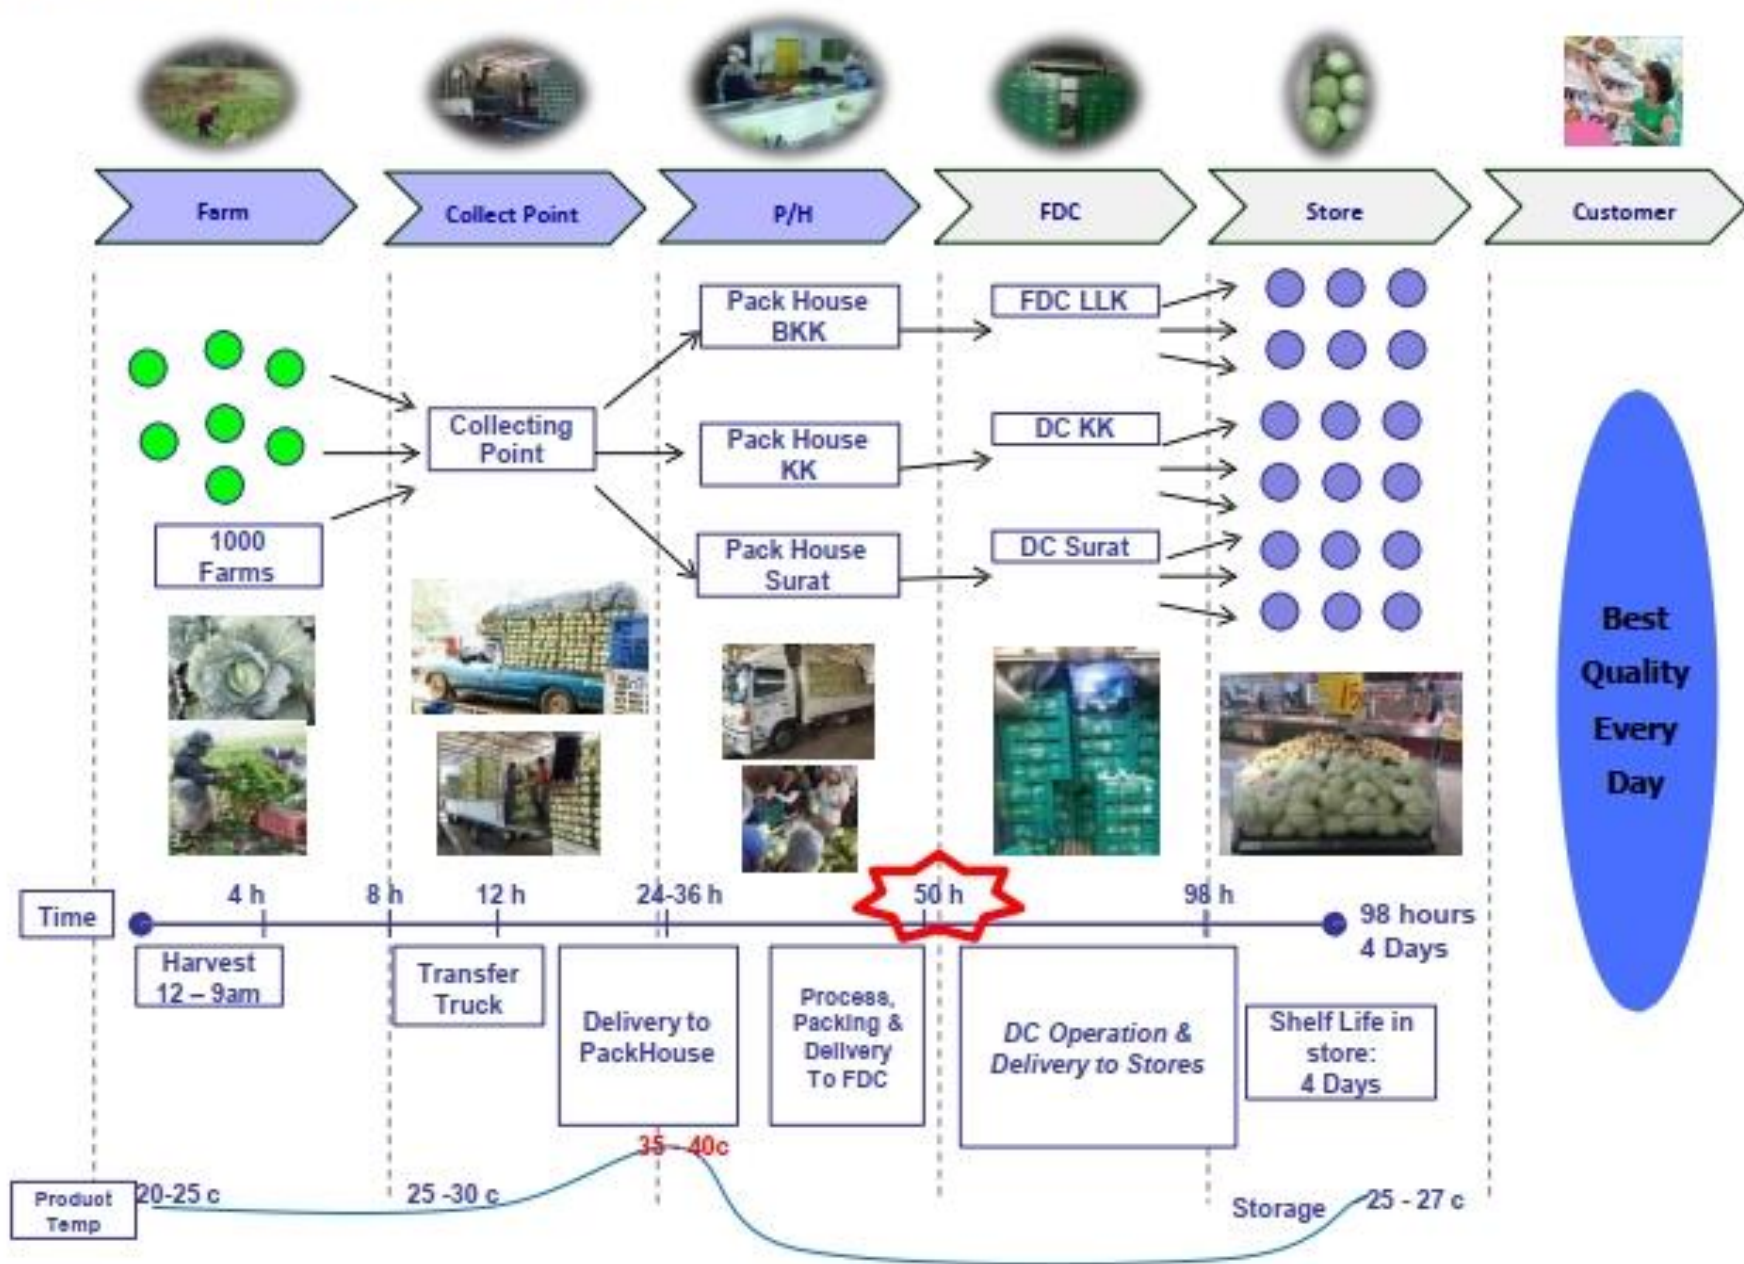 Farm
Collect Point
P/H
FDC
Store
Customer
Pack House
BKK
FDC LLK
Collecting
Point
Pack House
KK
DC KK
1000
Farms
Pack House
Surat
DC Surat
Best
Quality
Every
Day
15
Time
4 h
8 h
12 h
24-36 h
50 h
98 h
98 hours
4 Days
Harvest
12 – 9am
Transfer
Truck
Delivery to
PackHouse
Process,
Packing &
Delivery
To FDC
DC Operation &
Delivery to Stores
Shelf Life in
store:
4 Days
35 - 40c
Product
Temp
20-25 c
25 -30 c
Storage
25 - 27 c